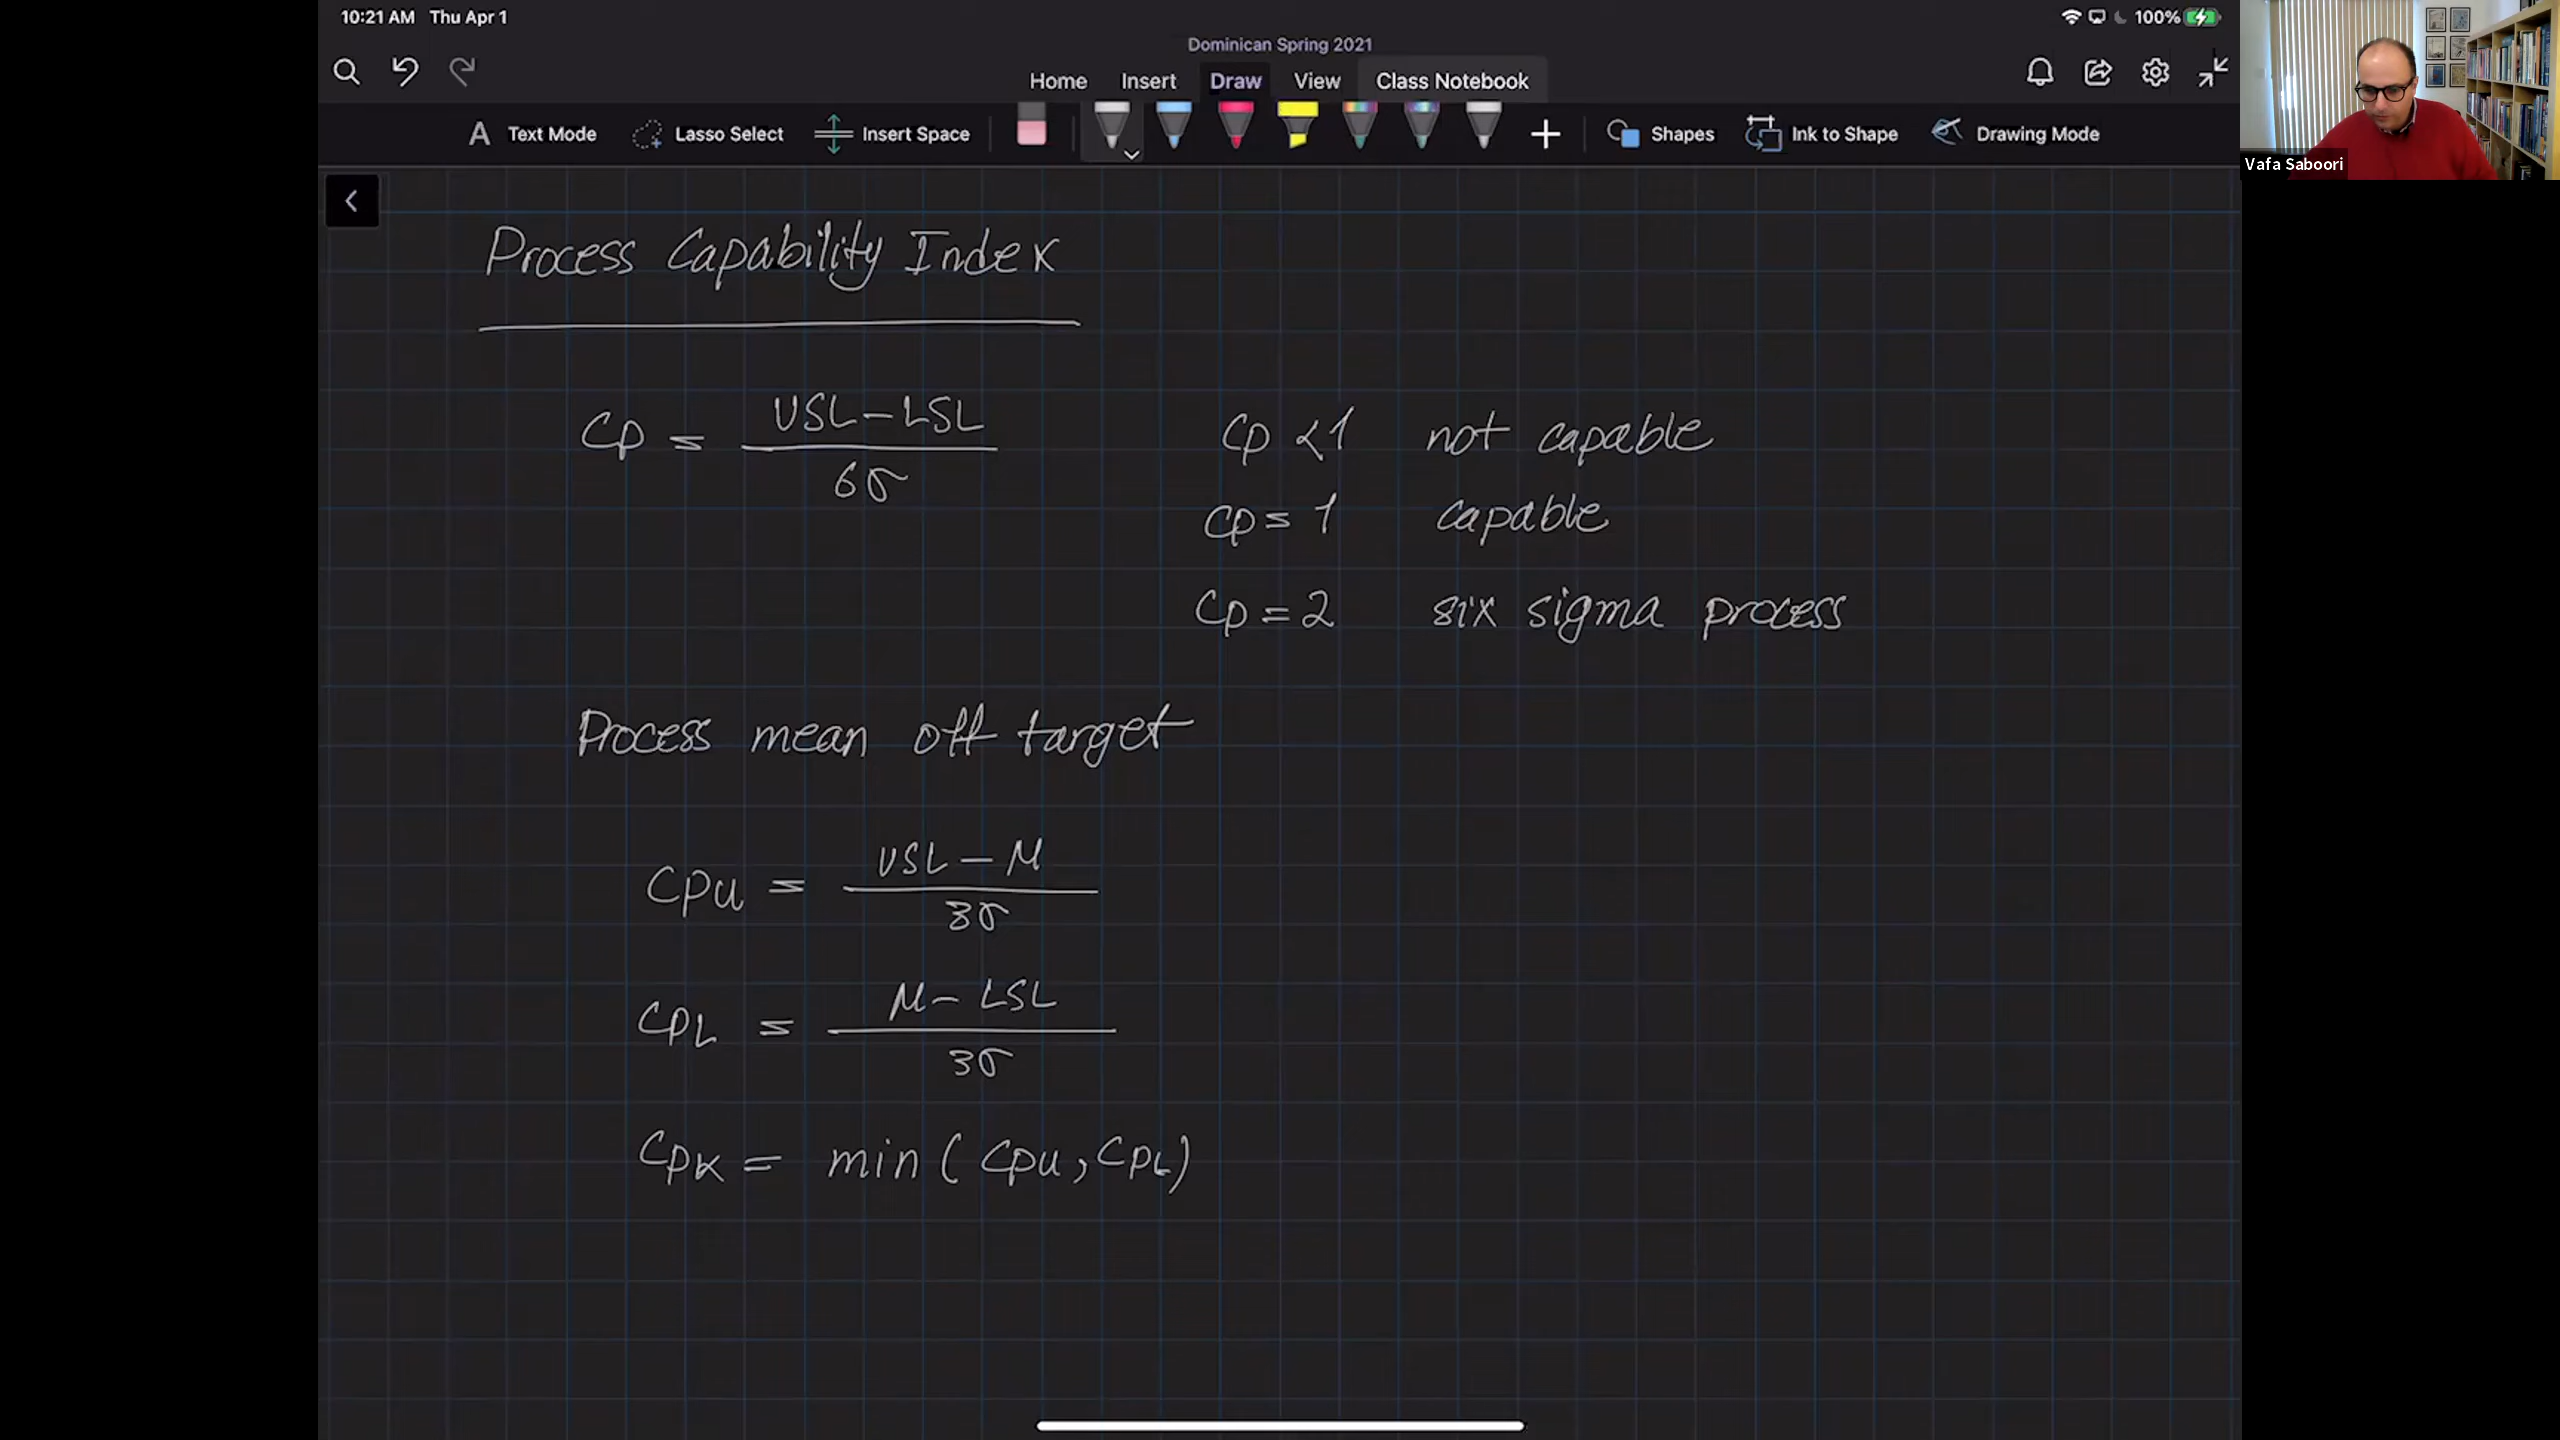 10:21 AM Thu Apr 1
100%
Dominican Spring 2021
Home Insert Draw View Class Notebook
Text Mode Lasso Select Insert Space Shapes Ink to Shape Drawing Mode
Vafa Saboori
Process Capability Index
Cp = USL - LSL / 6σ
Cp < 1 not capable
Cp = 1 capable
Cp = 2 six sigma process
Process mean off target
CPU = USL - M / 3σ
CPL = M - LSL / 3σ
CPK = min ( CPU, CPL )